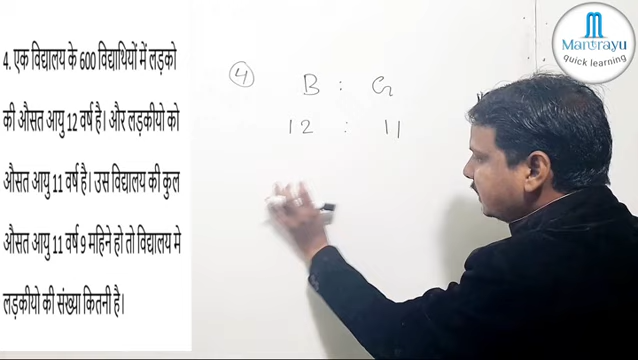 4. एक विद्यालय के 600 विद्याथियों में लड़को
की औसत आयु 12 वर्ष है। और लड़कीयो को
औसत आयु 11 वर्ष है। उस विद्यालय की कुल
औसत आयु 11 वर्ष 9 महिने हो तो विद्यालय मे
लड़कीयो की संख्या कितनी है।
4
B : G
12 : 11
Manurayu
quick learning